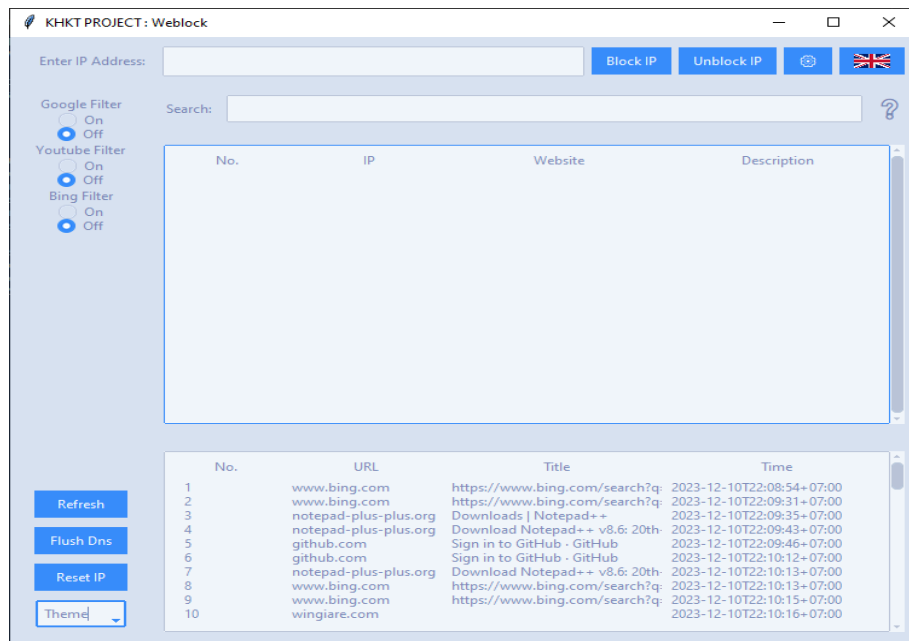 KHKT PROJECT : Weblock
Enter IP Address:
Block IP
Unblock IP
Google Filter
On
Off
Youtube Filter
On
Off
Bing Filter
On
Off
Search:
No. IP Website Description
No. URL Title Time
1 www.bing.com https://www.bing.com/search?q: 2023-12-10T22:08:54+07:00
2 www.bing.com https://www.bing.com/search?q: 2023-12-10T22:09:31+07:00
3 notepad-plus-plus.org Downloads | Notepad++ 2023-12-10T22:09:35+07:00
4 notepad-plus-plus.org Download Notepad++ v8.6: 20th- 2023-12-10T22:09:43+07:00
5 github.com Sign in to GitHub · GitHub 2023-12-10T22:09:46+07:00
6 github.com Sign in to GitHub · GitHub 2023-12-10T22:10:12+07:00
7 notepad-plus-plus.org Download Notepad++ v8.6: 20th- 2023-12-10T22:10:13+07:00
8 www.bing.com https://www.bing.com/search?q: 2023-12-10T22:10:13+07:00
9 www.bing.com https://www.bing.com/search?q: 2023-12-10T22:10:15+07:00
10 wingiare.com 2023-12-10T22:10:16+07:00
Refresh
Flush Dns
Reset IP
Theme